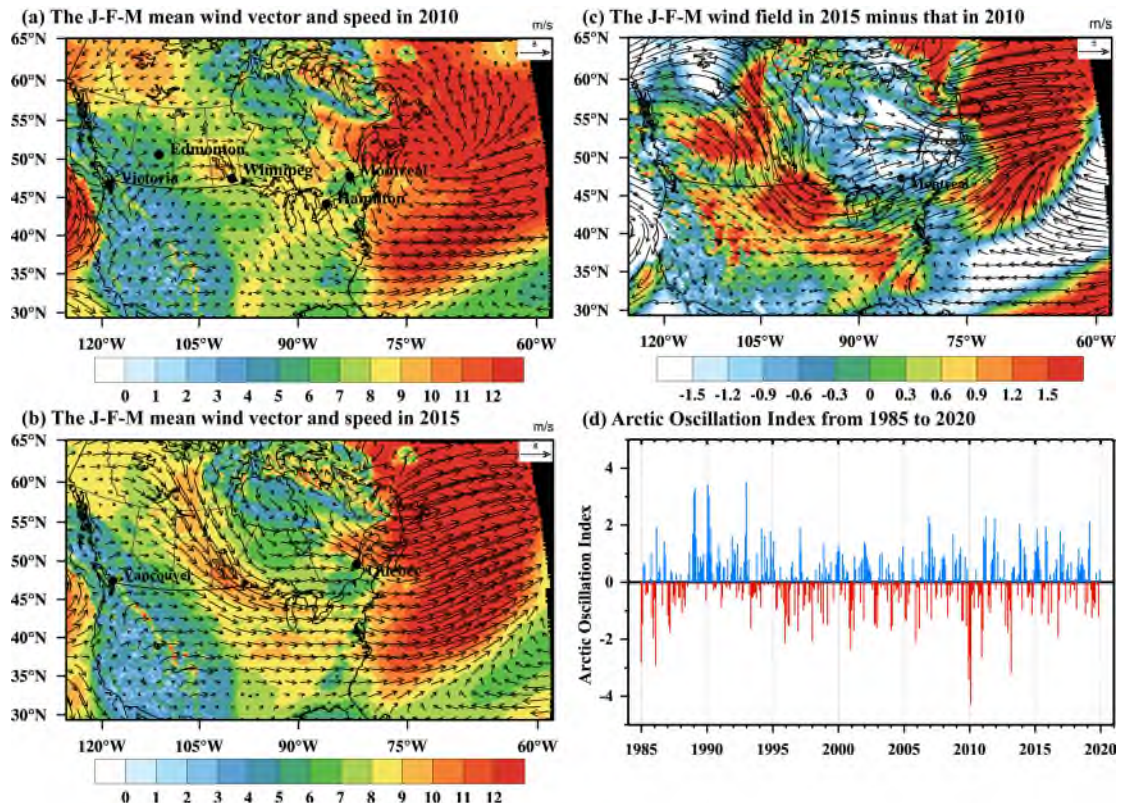 (a) The J-F-M mean wind vector and speed in 2010
m/s
65°N
60°N
55°N
50°N
45°N
40°N
35°N
30°N
Edmonton
Victoria
Winnipeg
Montreal
Hamilton
120°W 105°W 90°W 75°W 60°W
0 1 2 3 4 5 6 7 8 9 10 11 12
(b) The J-F-M mean wind vector and speed in 2015
m/s
65°N
60°N
55°N
50°N
45°N
40°N
35°N
30°N
Vancouver
Quebec
120°W 105°W 90°W 75°W 60°W
0 1 2 3 4 5 6 7 8 9 10 11 12
(c) The J-F-M wind field in 2015 minus that in 2010
m/s
65°N
60°N
55°N
50°N
45°N
40°N
35°N
30°N
Montreal
120°W 105°W 90°W 75°W 60°W
-1.5 -1.2 -0.9 -0.6 -0.3 0 0.3 0.6 0.9 1.2 1.5
(d) Arctic Oscillation Index from 1985 to 2020
Arctic Oscillation Index
4
2
0
-2
-4
1985 1990 1995 2000 2005 2010 2015 2020